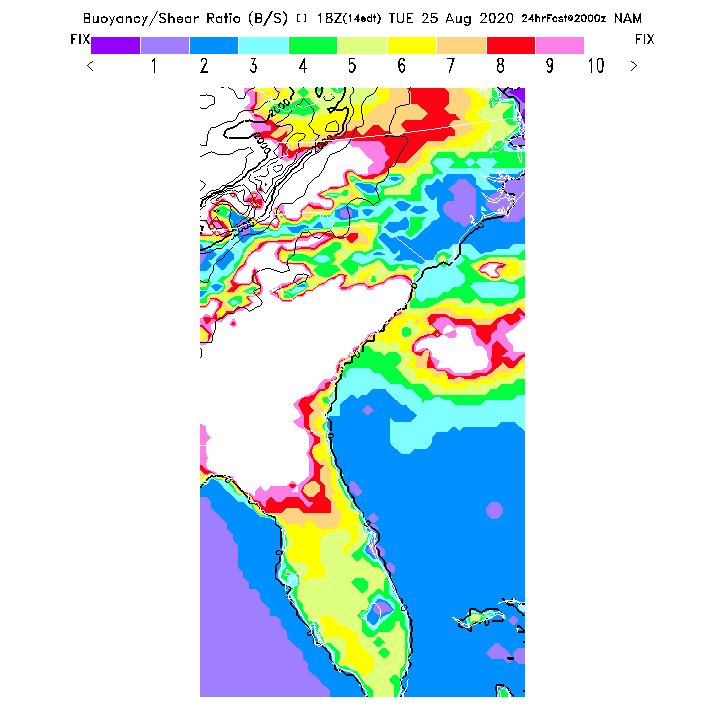 Buoyancy/Shear Ratio (B/S) [] 18Z(14edt) TUE 25 Aug 2020 24hrFcst@2000z NAM
FIX FIX
< 1 2 3 4 5 6 7 8 9 10 >